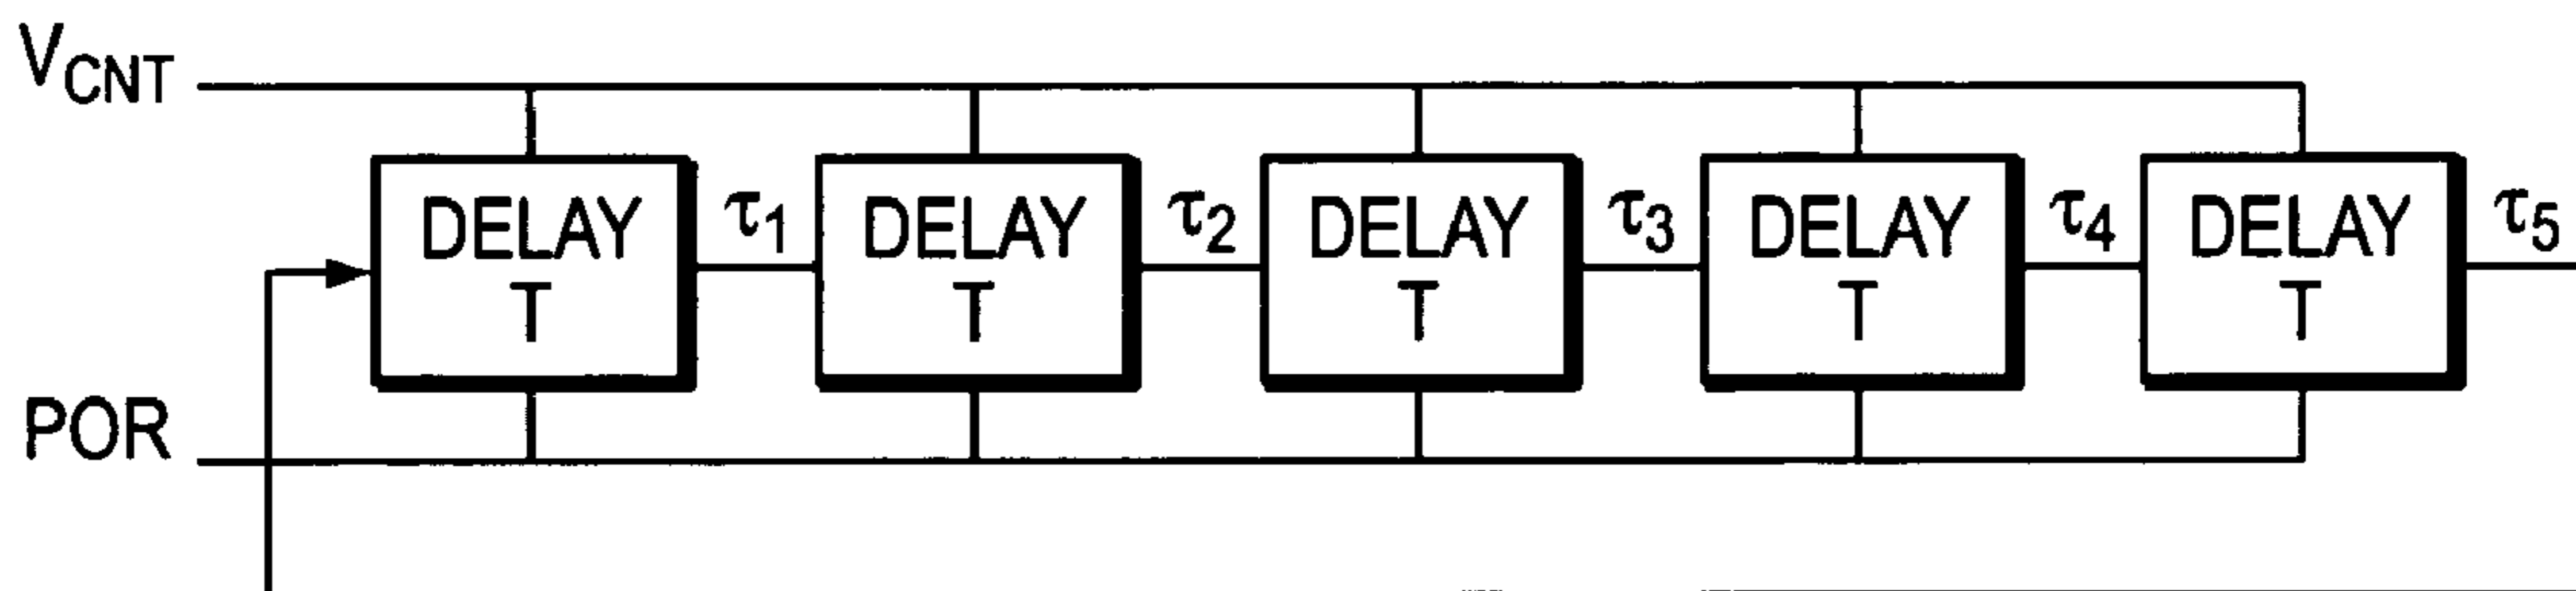 VCNT
DELAY T
τ1
DELAY T
τ2
DELAY T
τ3
DELAY T
τ4
DELAY T
τ5
POR